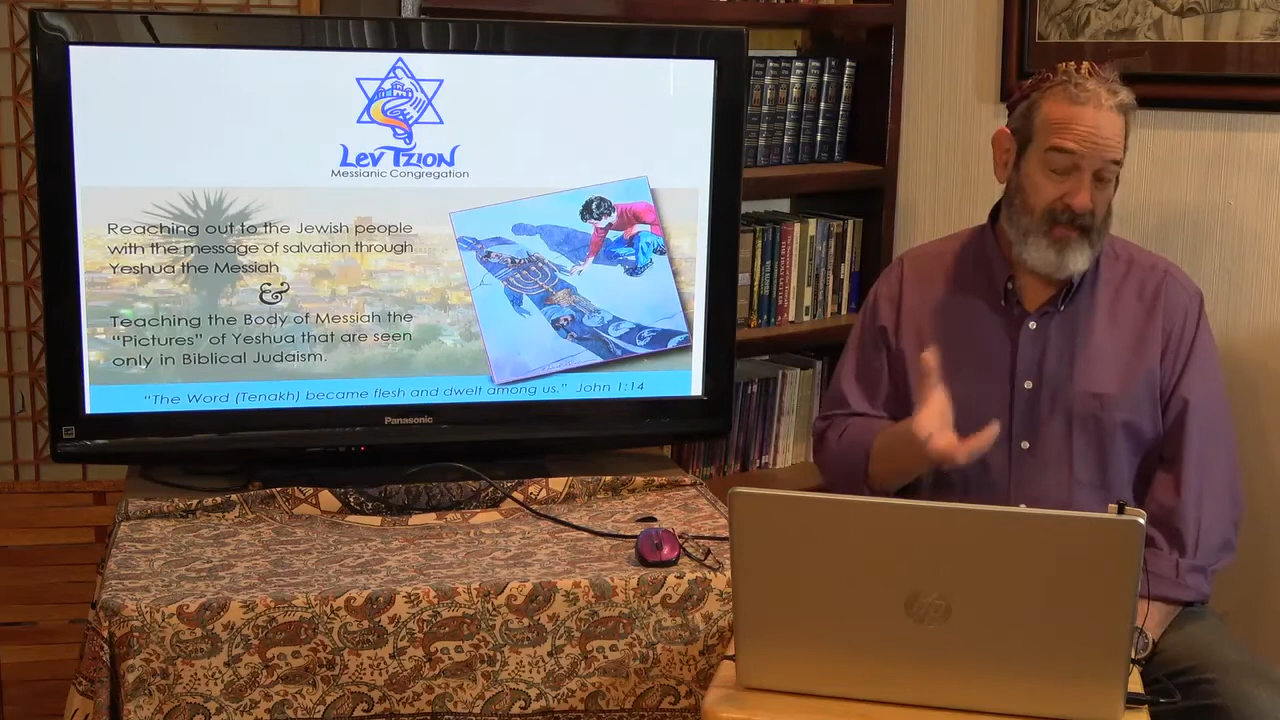 Lev Tzion
Messianic Congregation
Reaching out to the Jewish people
with the message of salvation through
Yeshua the Messiah
&
Teaching the Body of Messiah the
“Pictures” of Yeshua that are seen
only in Biblical Judaism.
“The Word (Tenakh) became flesh and dwelt among us.” John 1:14
Panasonic
hp